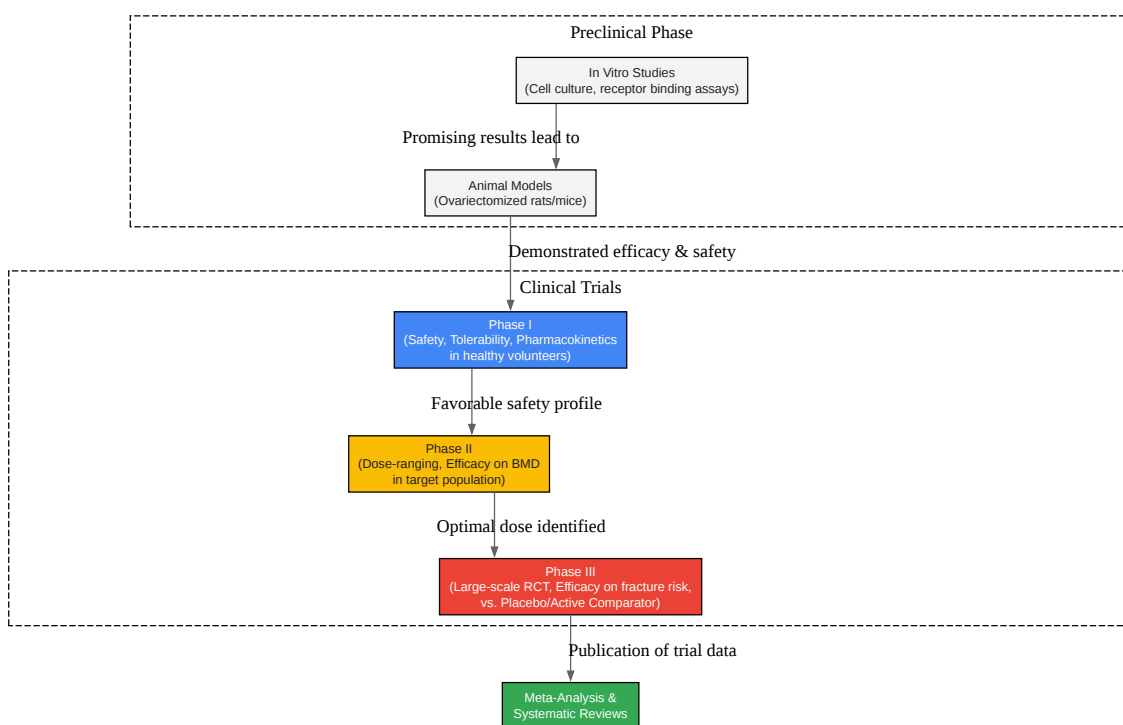 Preclinical Phase
In Vitro Studies
(Cell culture, receptor binding assays)
Promising results lead to
Animal Models
(Ovariectomized rats/mice)
Demonstrated efficacy & safety
Clinical Trials
Phase I
(Safety, Tolerability, Pharmacokinetics
in healthy volunteers)
Favorable safety profile
Phase II
(Dose-ranging, Efficacy on BMD
in target population)
Optimal dose identified
Phase III
(Large-scale RCT, Efficacy on fracture risk,
vs. Placebo/Active Comparator)
Publication of trial data
Meta-Analysis &
Systematic Reviews